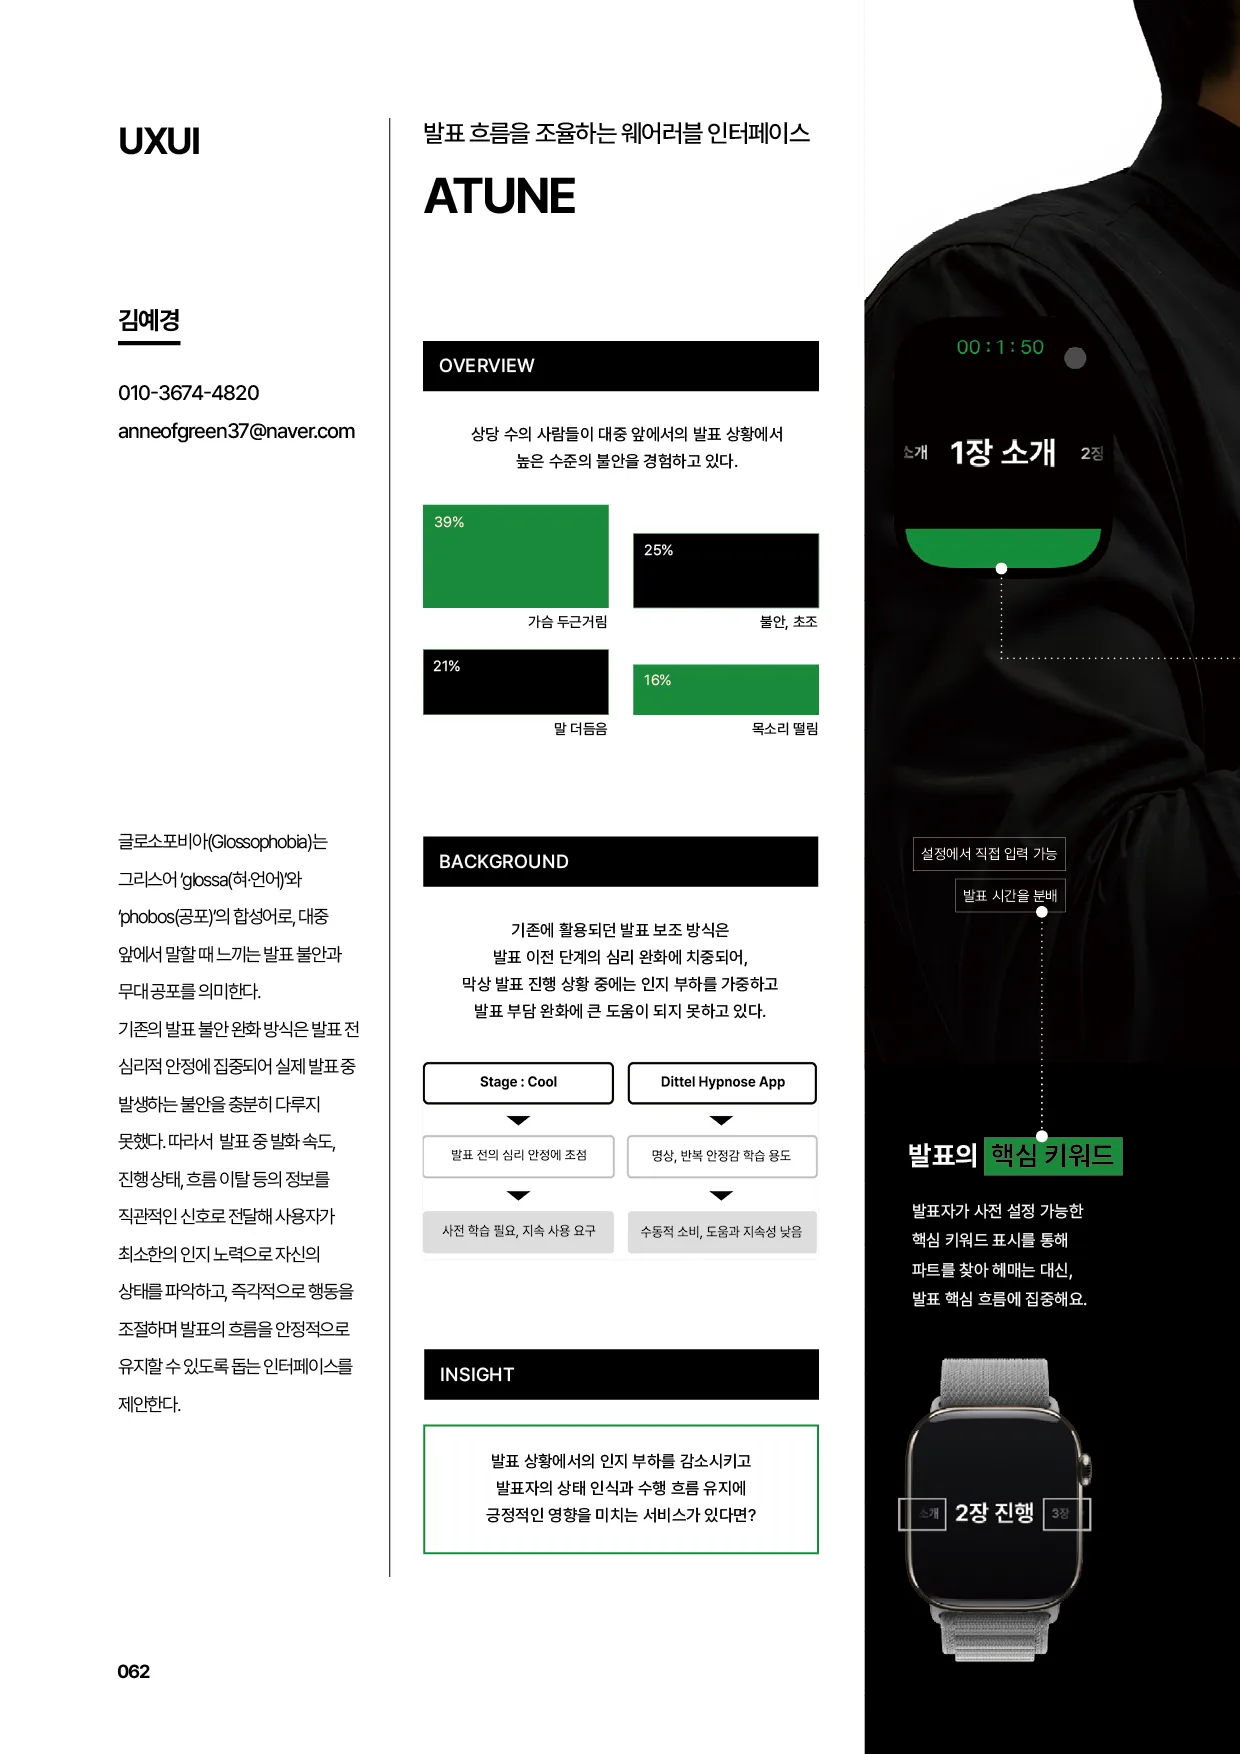 UXUI
김예경
010-3674-4820
anneofgreen37@naver.com
글로소포비아(Glossophobia)는
그리스어 ‘glossa(혀·언어)’와
‘phobos(공포)’의 합성어로, 대중
앞에서 말할 때 느끼는 발표 불안과
무대 공포를 의미한다.
기존의 발표 불안 완화 방식은 발표 전
심리적 안정에 집중되어 실제 발표 중
발생하는 불안을 충분히 다루지
못했다. 따라서 발표 중 발화 속도,
진행 상태, 흐름 이탈 등의 정보를
직관적인 신호로 전달해 사용자가
최소한의 인지 노력으로 자신의
상태를 파악하고, 즉각적으로 행동을
조절하며 발표의 흐름을 안정적으로
유지할 수 있도록 돕는 인터페이스를
제안한다.
062
발표 흐름을 조율하는 웨어러블 인터페이스
ATUNE
OVERVIEW
상당 수의 사람들이 대중 앞에서의 발표 상황에서
높은 수준의 불안을 경험하고 있다.
39%
가슴 두근거림
25%
불안, 초조
21%
말 더듬음
16%
목소리 떨림
BACKGROUND
기존에 활용되던 발표 보조 방식은
발표 이전 단계의 심리 완화에 치중되어,
막상 발표 진행 상황 중에는 인지 부하를 가중하고
발표 부담 완화에 큰 도움이 되지 못하고 있다.
Stage : Cool
발표 전의 심리 안정에 초점
사전 학습 필요, 지속 사용 요구
Dittel Hypnose App
명상, 반복 안정감 학습 용도
수동적 소비, 도움과 지속성 낮음
INSIGHT
발표 상황에서의 인지 부하를 감소시키고
발표자의 상태 인식과 수행 흐름 유지에
긍정적인 영향을 미치는 서비스가 있다면?
00 : 1 : 50
소개 1장 소개 2장
설정에서 직접 입력 가능
발표 시간을 분배
발표의 핵심 키워드
발표자가 사전 설정 가능한
핵심 키워드 표시를 통해
파트를 찾아 헤매는 대신,
발표 핵심 흐름에 집중해요.
소개 2장 진행 3장